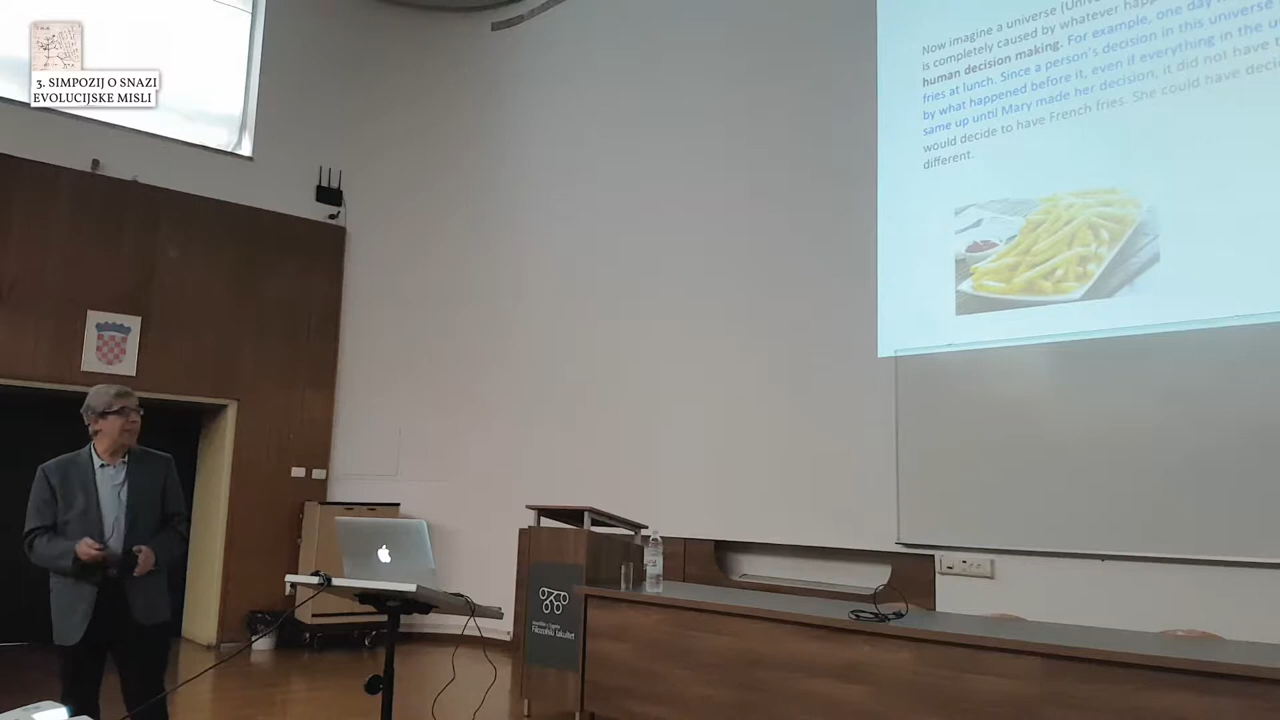 3. SIMPOZIJ O SNAZI
EVOLUCIJSKE MISLI
Now imagine a universe
is completely caused by whatever
human decision making. For example, one day
fries at lunch. Since a person's decision in this universe
by what happened before it, even if everything in the
same up until Mary made her decision, it did not have
would decide to have French fries. She could have
different.
Filozofski fakultet